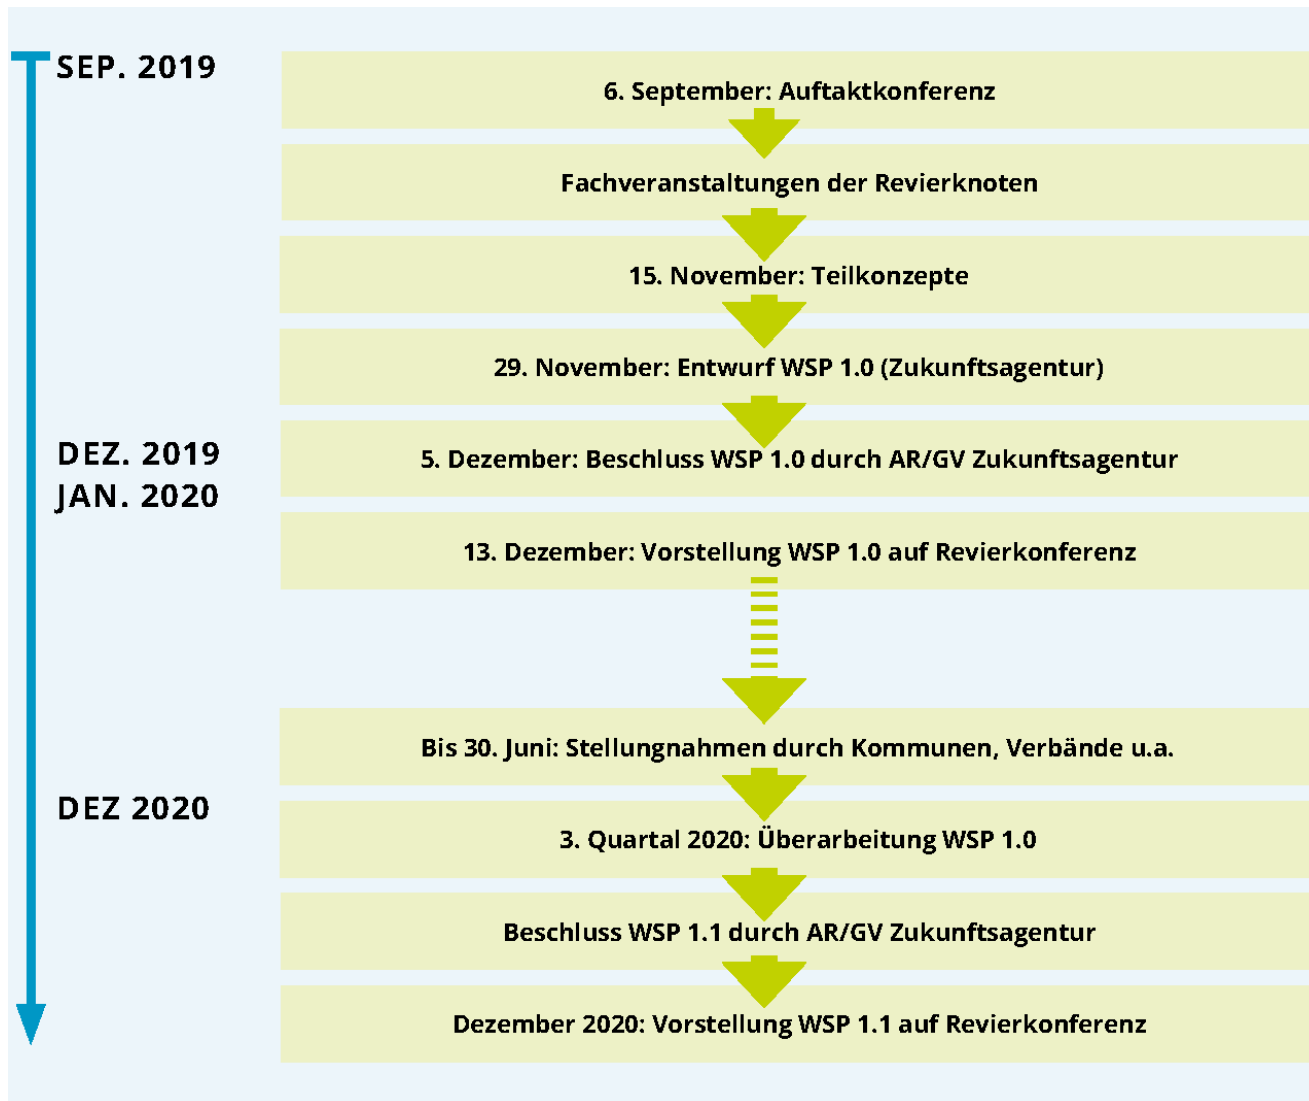 SEP. 2019
6. September: Auftaktkonferenz
Fachveranstaltungen der Revierknoten
15. November: Teilkonzepte
29. November: Entwurf WSP 1.0 (Zukunftsagentur)
DEZ. 2019
JAN. 2020
5. Dezember: Beschluss WSP 1.0 durch AR/GV Zukunftsagentur
13. Dezember: Vorstellung WSP 1.0 auf Revierkonferenz
Bis 30. Juni: Stellungnahmen durch Kommunen, Verbände u.a.
DEZ 2020
3. Quartal 2020: Überarbeitung WSP 1.0
Beschluss WSP 1.1 durch AR/GV Zukunftsagentur
Dezember 2020: Vorstellung WSP 1.1 auf Revierkonferenz